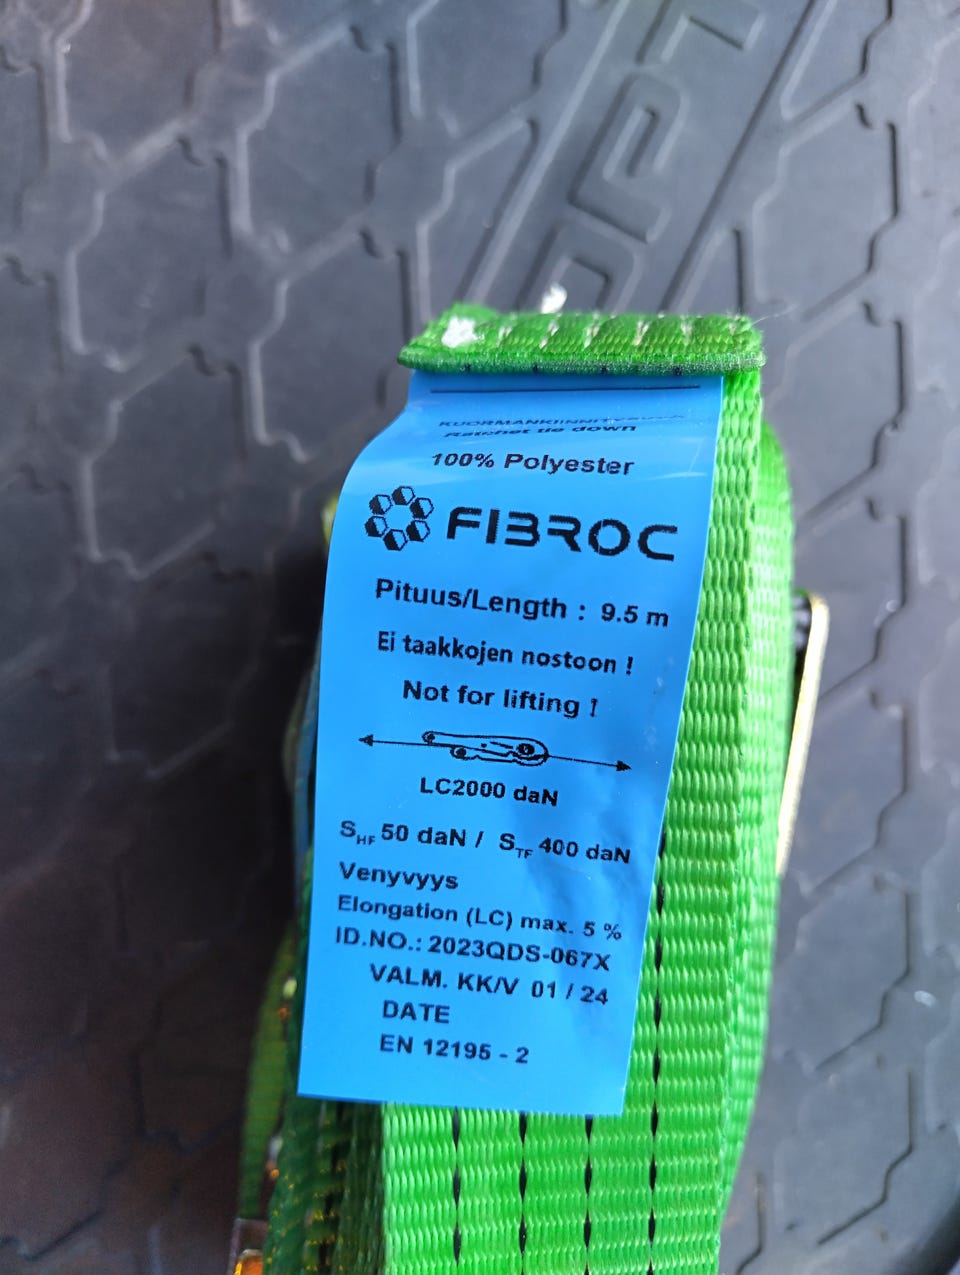 KUORMANKIINNITYSVYÖ
Ratchet tie down
100% Polyester
FIBROC
Pituus/Length : 9.5 m
Ei taakkojen nostoon !
Not for lifting !
LC2000 daN
SHF 50 daN / STF 400 daN
Venyvyys
Elongation (LC) max. 5 %
ID.NO.: 2023QDS-067X
VALM. KK/V 01 / 24
DATE
EN 12195 - 2